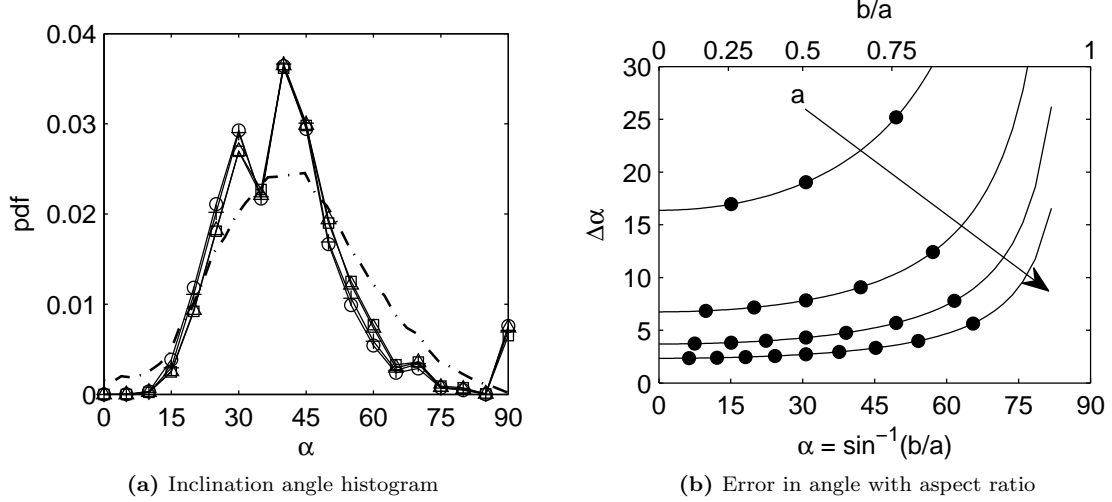 0.04
0.03
0.02
0.01
0
pdf
0 15 30 45 60 75 90
α
(a) Inclination angle histogram
b/a
0 0.25 0.5 0.75 1
30
25
20
15
10
5
0
Δα
a
0 15 30 45 60 75 90
α = sin⁻¹(b/a)
(b) Error in angle with aspect ratio